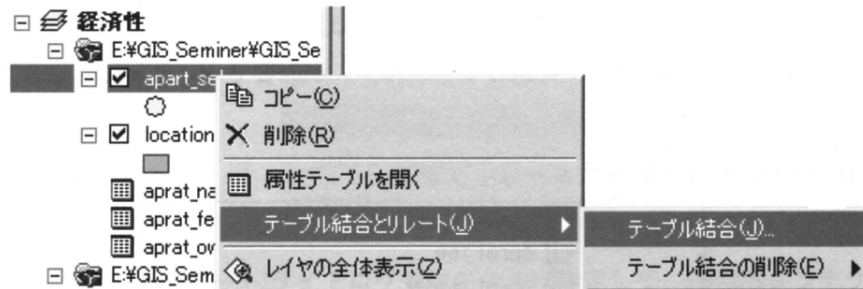 経済性
E:¥GIS_Seminer¥GIS_Se
apart_sel
コピー(C)
location
削除(R)
aprat_na
属性テーブルを開く
aprat_fe
テーブル結合とリレート(J)
テーブル結合(J)...
aprat_ow
レイヤの全体表示(Z)
テーブル結合の削除(E)
E:¥GIS_Sem